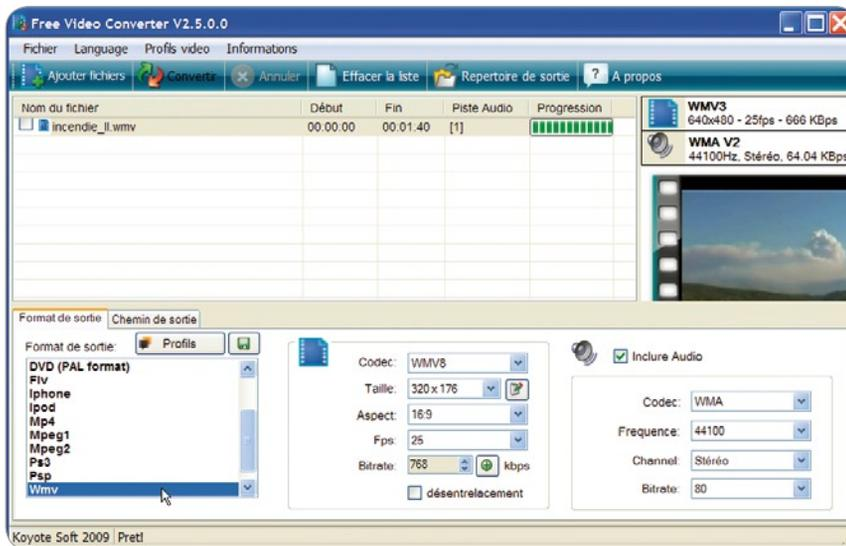 Free Video Converter V2.5.0.0
Fichier Language Profils video Informations
Ajouter fichiers Convertir Annuler Effacer la liste Repertoire de sortie ? A propos
Nom du fichier Début Fin Piste Audio Progression
incendie_II.wmv 00:00:00 00:01:40 [1]
WMV3
640x480 - 25fps - 666 KBps
WMA V2
44100Hz, Stéréo, 64.04 KBps
Format de sortie Chemin de sortie
Format de sortie: Profils
DVD (PAL format)
Flv
Iphone
Ipod
Mp4
Mpeg1
Mpeg2
Ps3
Psp
Wmv
Codec: WMV8
Taille: 320 x 176
Aspect: 16:9
Fps: 25
Bitrate: 768 kbps
désentrelacement
Inclure Audio
Codec: WMA
Frequence: 44100
Channel: Stéréo
Bitrate: 80
Koyote Soft 2009 Pret!